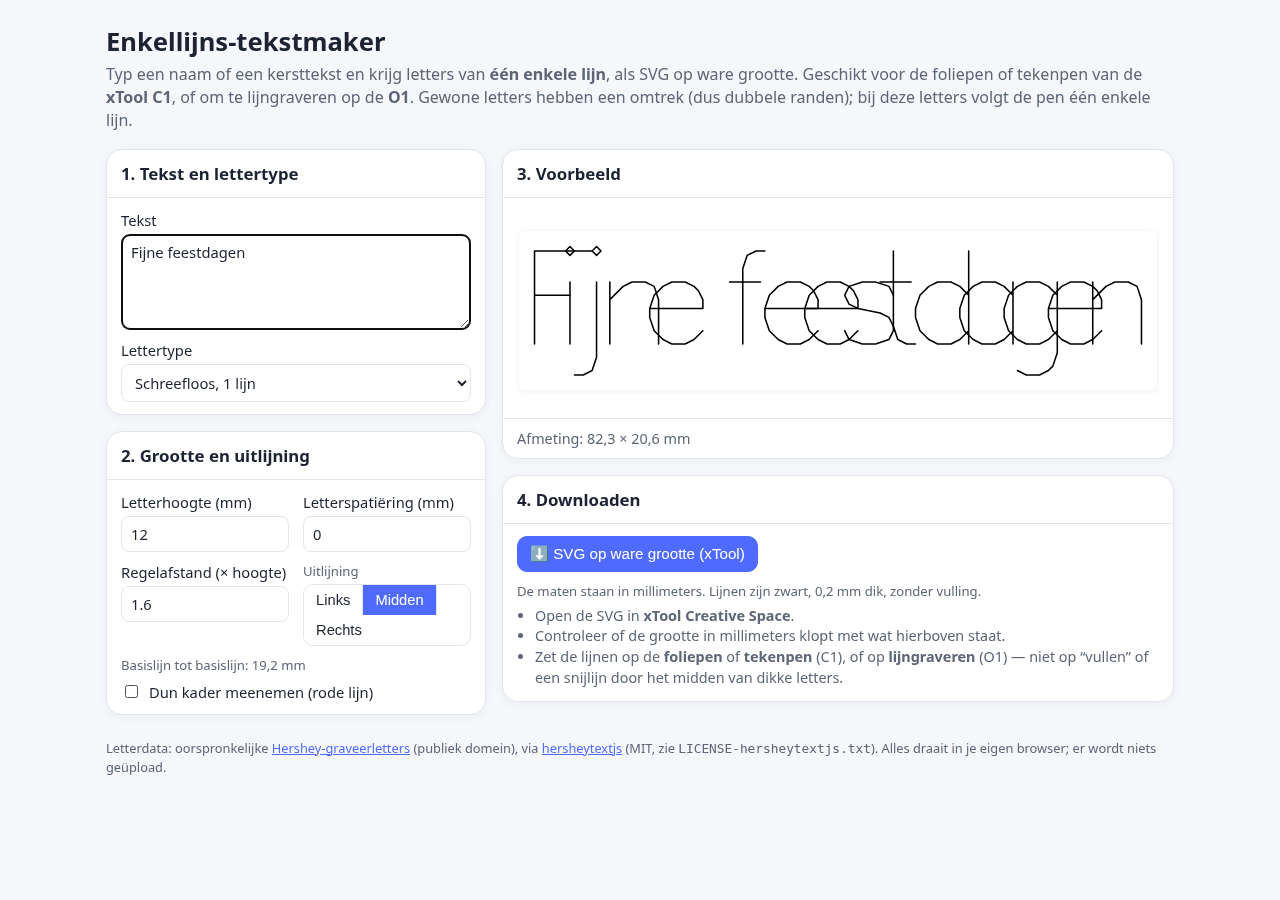 Enkellijns-tekstmaker
Typ een naam of een kersttekst en krijg letters van één enkele lijn, als SVG op ware grootte. Geschikt voor de foliepen of tekenpen van de
xTool C1, of om te lijngraveren op de O1. Gewone letters hebben een omtrek (dus dubbele randen); bij deze letters volgt de pen één enkele
lijn.
1. Tekst en lettertype
Tekst
Fijne feestdagen
Lettertype
Schreefloos, 1 lijn
2. Grootte en uitlijning
Letterhoogte (mm)
Letterspatiëring (mm)
12
0
Regelafstand (× hoogte)
Uitlijning
1.6
Links
Midden
Rechts
Basislijn tot basislijn: 19,2 mm
Dun kader meenemen (rode lijn)
3. Voorbeeld
Fijne feestdagen
Afmeting: 82,3 × 20,6 mm
4. Downloaden
⬇️ SVG op ware grootte (xTool)
De maten staan in millimeters. Lijnen zijn zwart, 0,2 mm dik, zonder vulling.
• Open de SVG in xTool Creative Space.
• Controleer of de grootte in millimeters klopt met wat hierboven staat.
• Zet de lijnen op de foliepen of tekenpen (C1), of op lijngraveren (O1) — niet op “vullen” of
een snijlijn door het midden van dikke letters.
Letterdata: oorspronkelijke Hershey-graveerletters (publiek domein), via hersheytextjs (MIT, zie LICENSE-hersheytextjs.txt). Alles draait in je eigen browser; er wordt niets
geüpload.